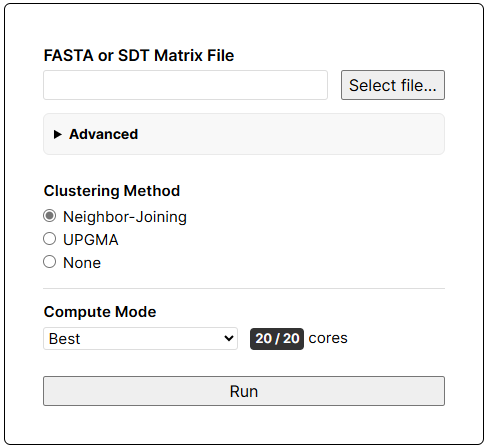 FASTA or SDT Matrix File
Select file...
Advanced
Clustering Method
Neighbor-Joining
UPGMA
None
Compute Mode
Best 20 / 20 cores
Run